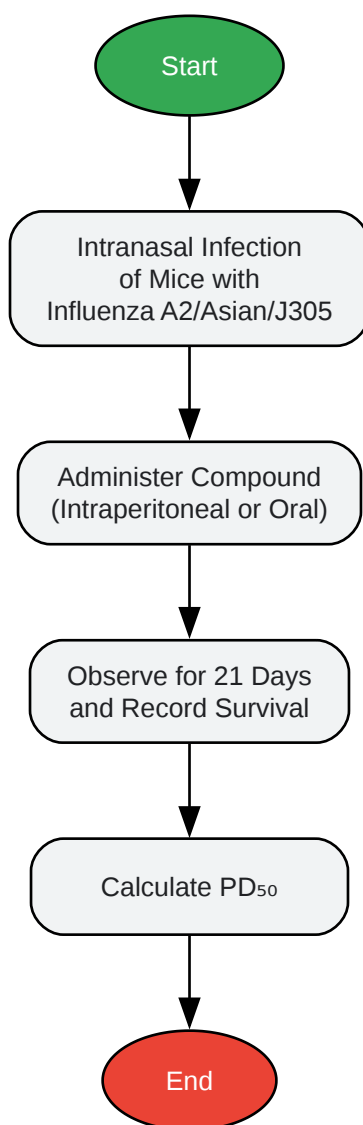 Start
Intranasal Infection
of Mice with
Influenza A2/Asian/J305
Administer Compound
(Intraperitoneal or Oral)
Observe for 21 Days
and Record Survival
Calculate PD₅₀
End